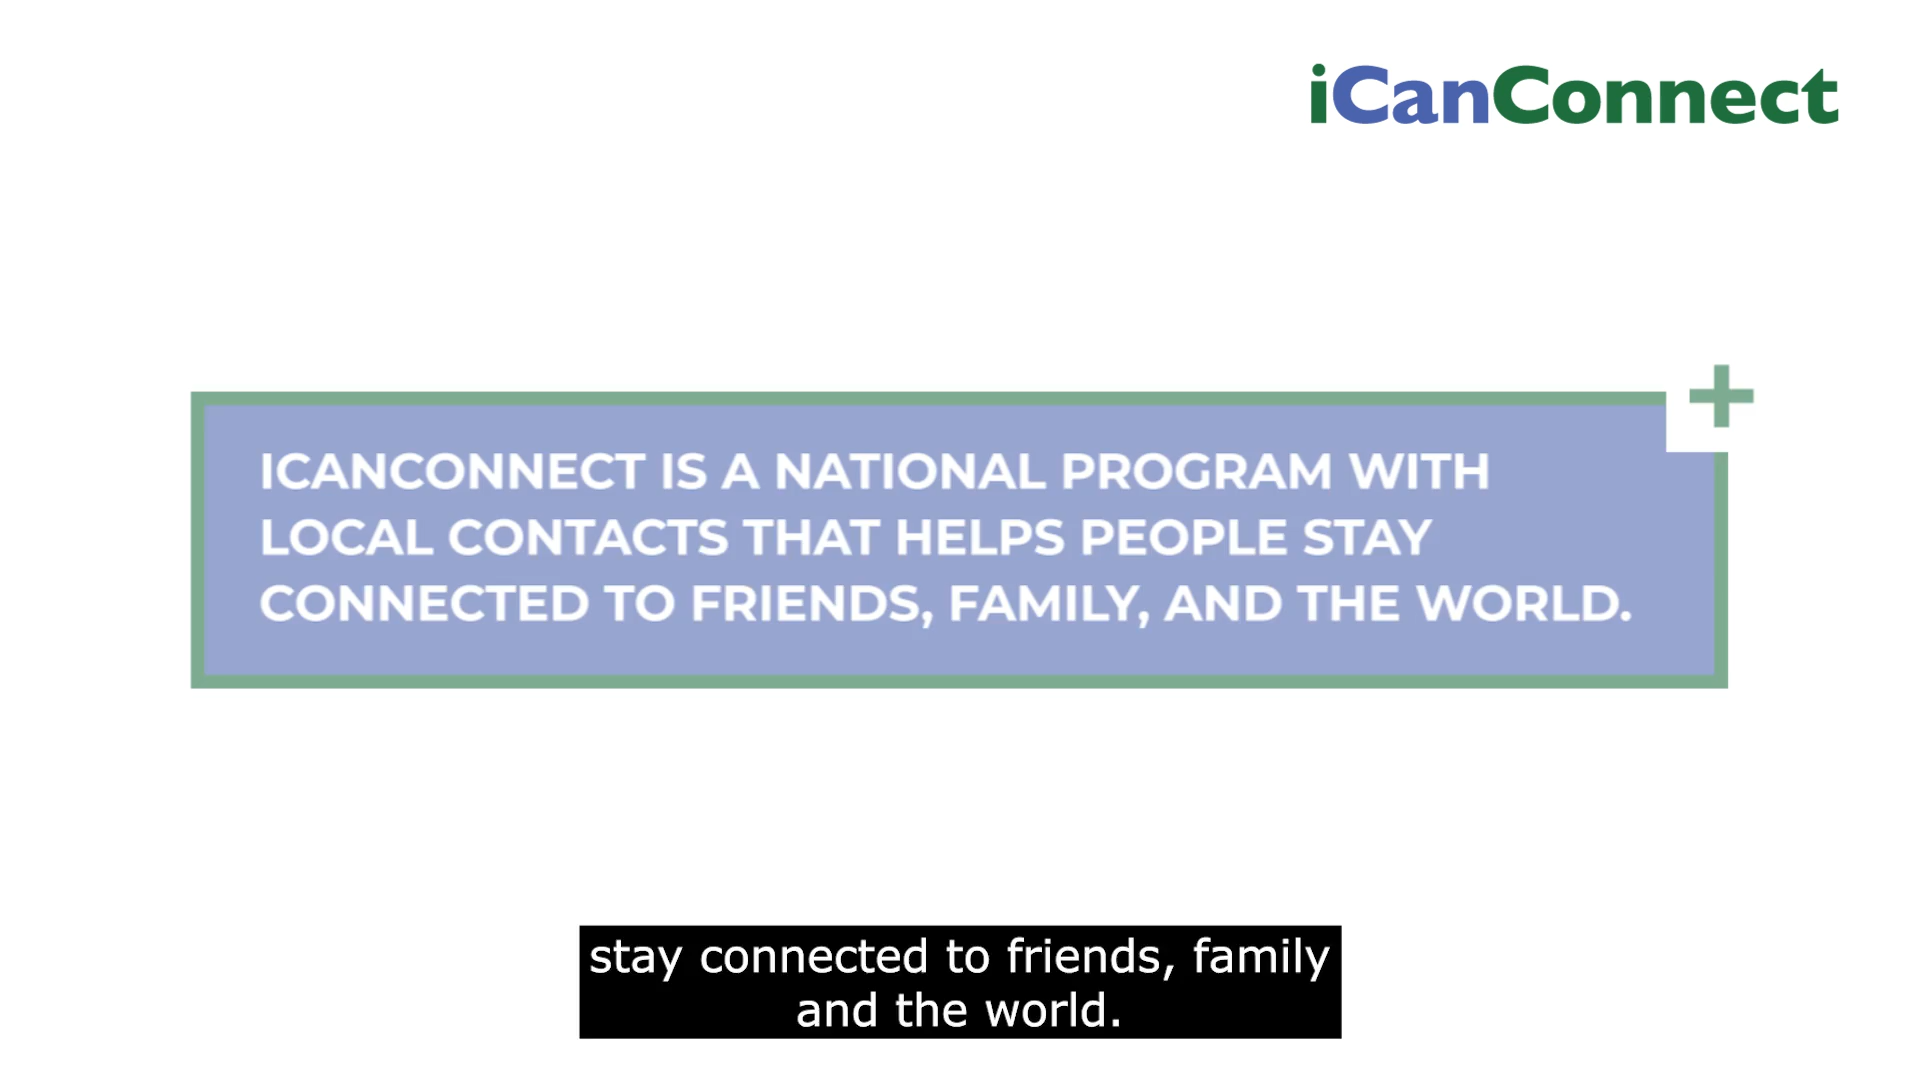 iCanConnect
ICANCONNECT IS A NATIONAL PROGRAM WITH
LOCAL CONTACTS THAT HELPS PEOPLE STAY
CONNECTED TO FRIENDS, FAMILY, AND THE WORLD.
stay connected to friends, family
and the world.